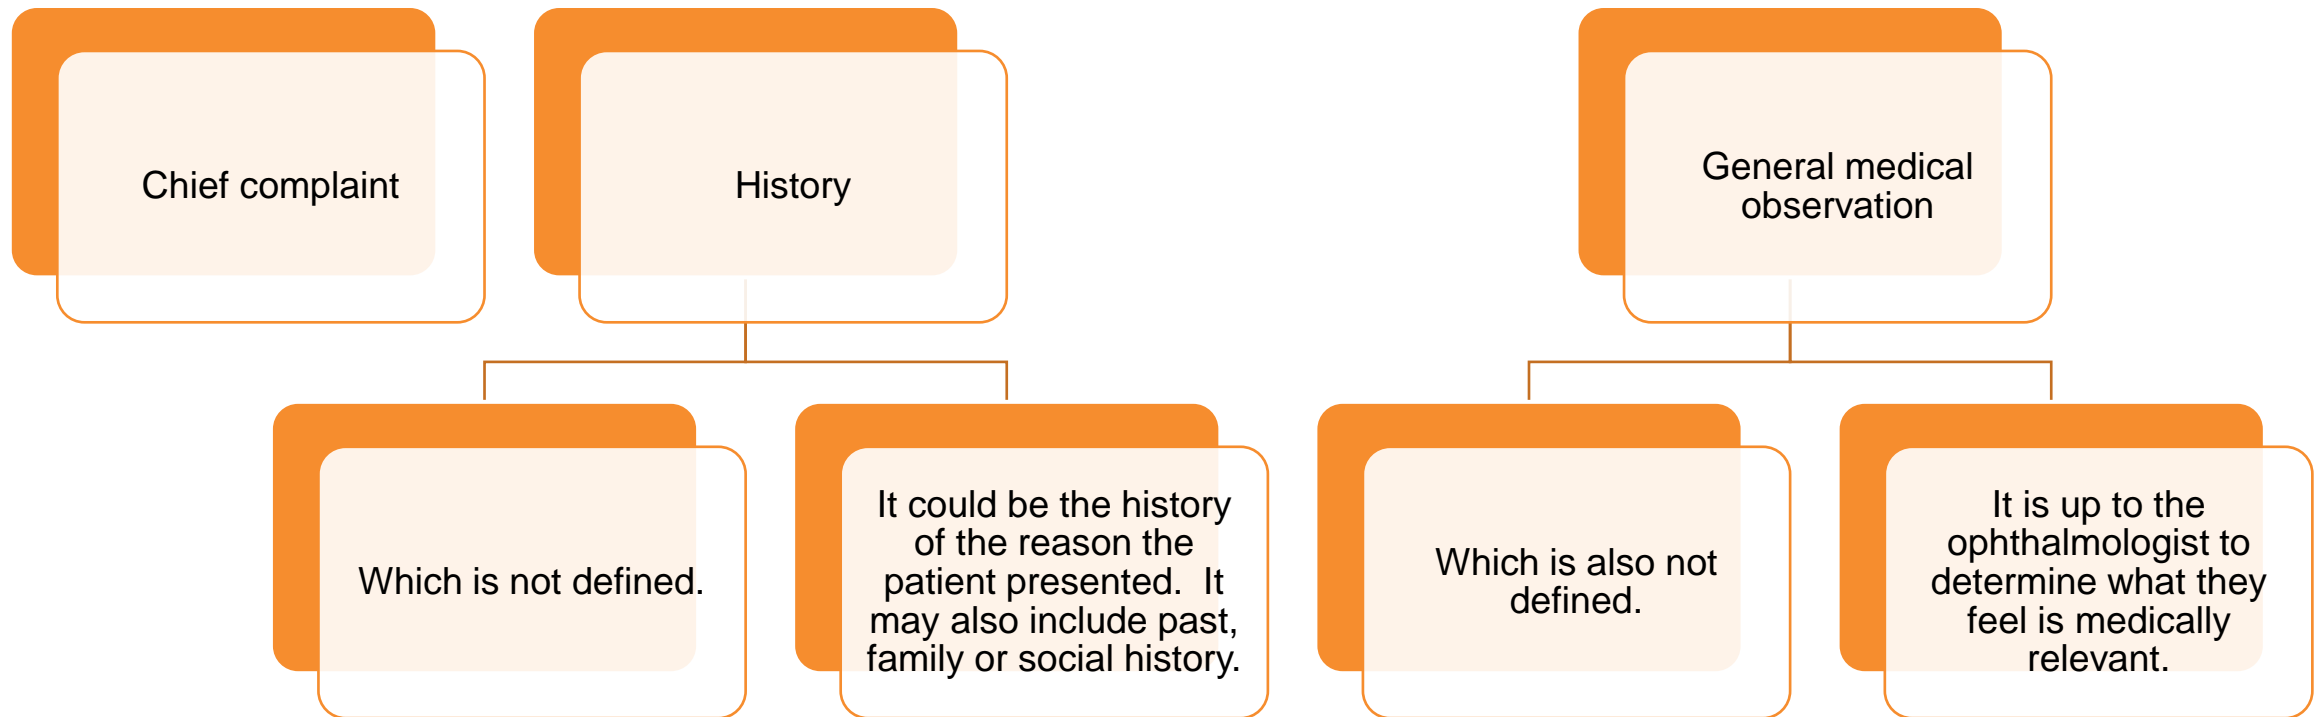 Chief complaint
History
General medical
observation
Which is not defined.
It could be the history
of the reason the
patient presented.  It
may also include past,
family or social history.
Which is also not
defined.
It is up to the
ophthalmologist to
determine what they
feel is medically
relevant.